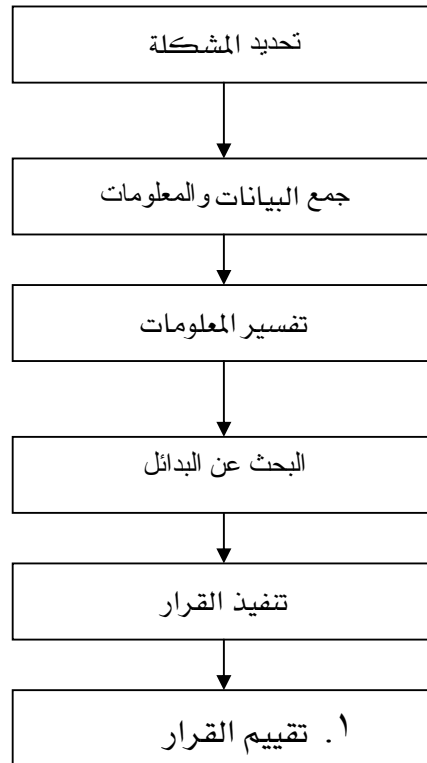 تحديد المشكلة
جمع البيانات والمعلومات
تفسير المعلومات
البحث عن البدائل
تنفيذ القرار
١. تقييم القرار